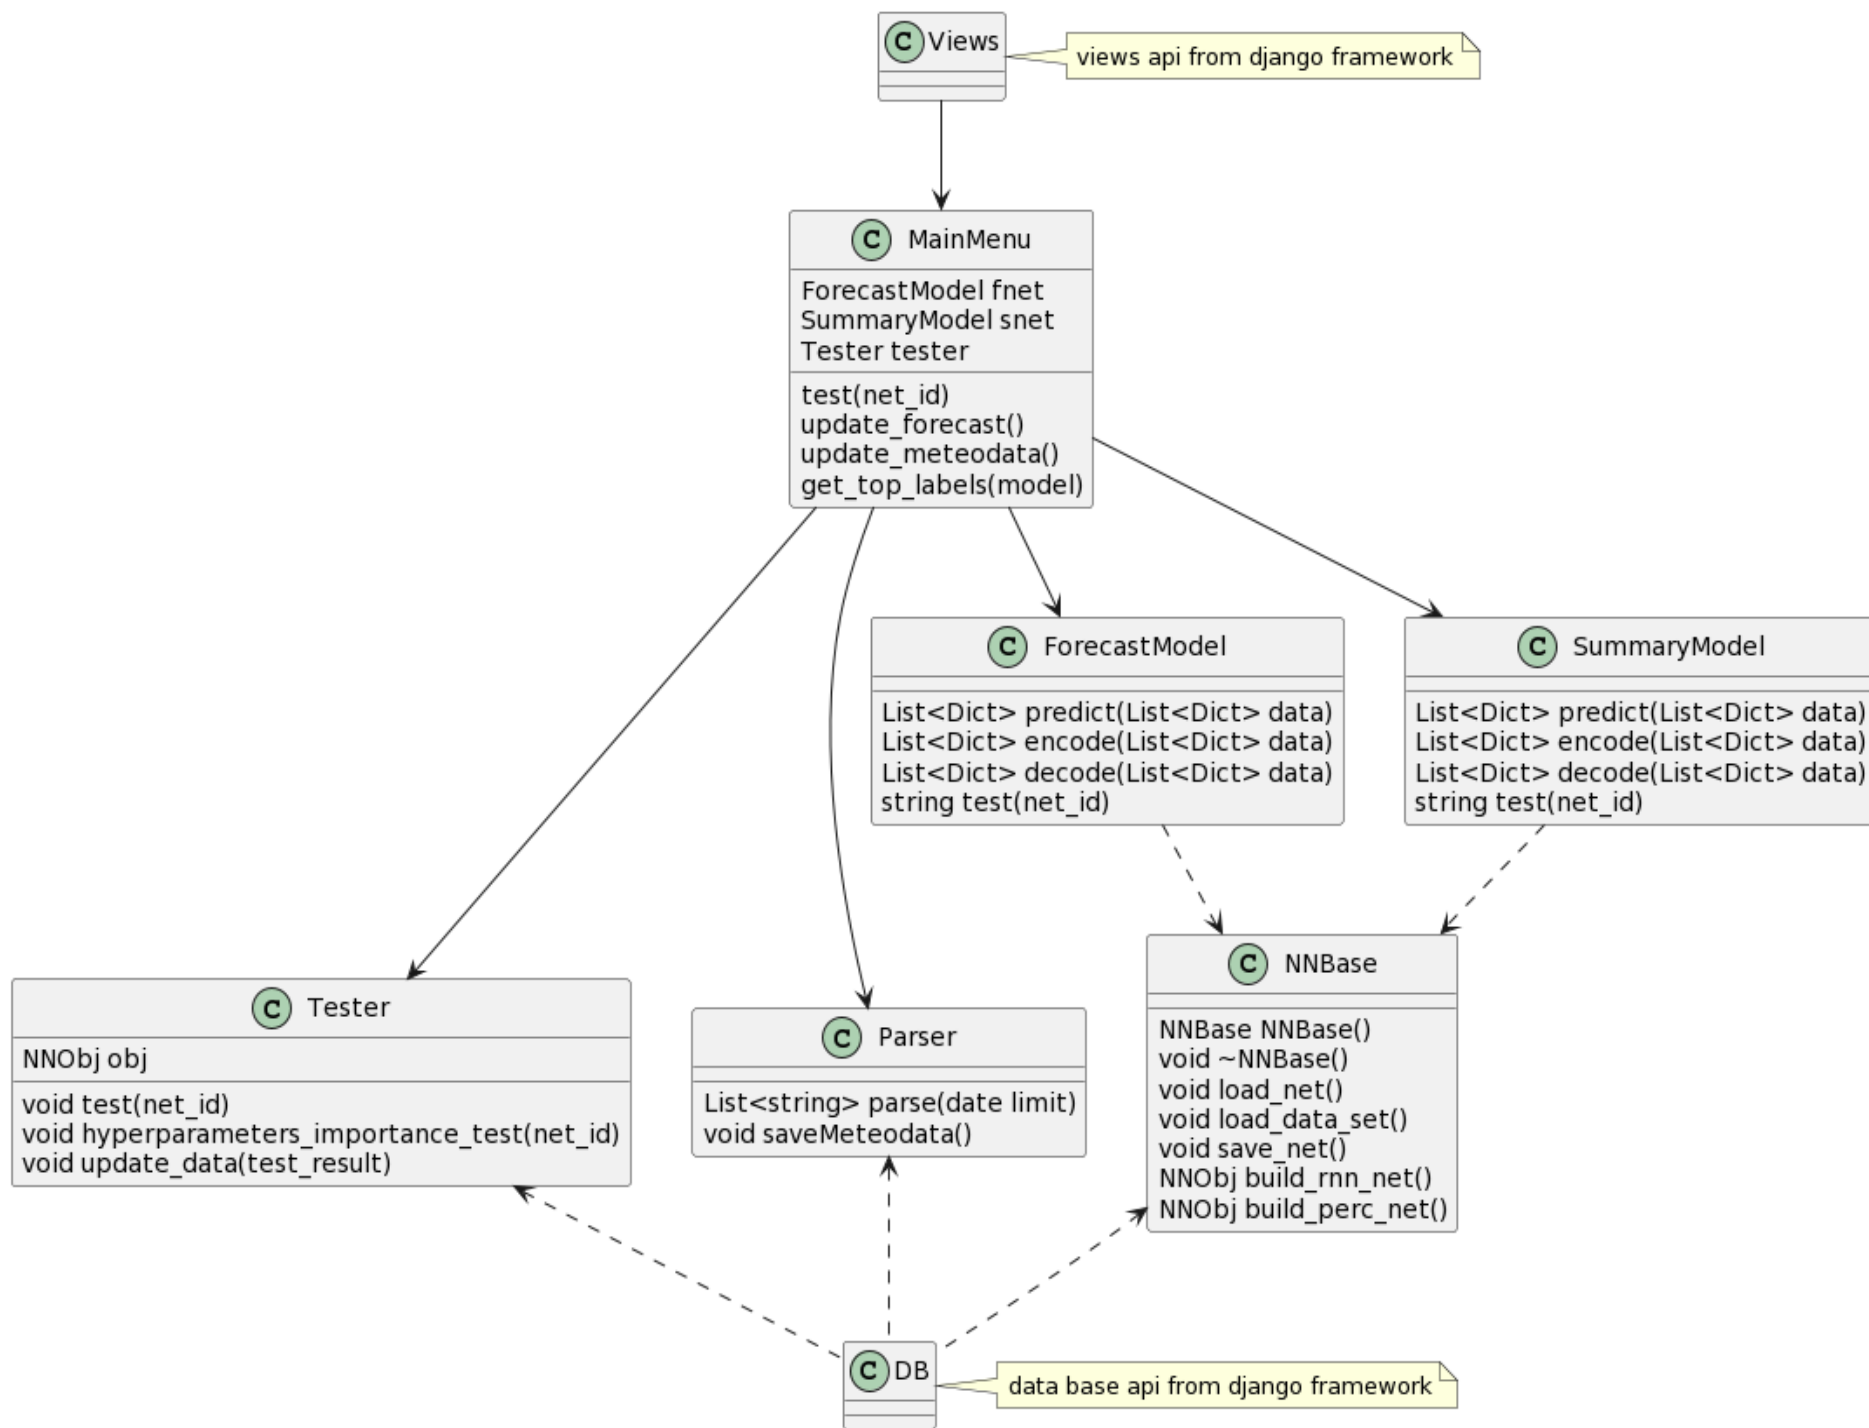 C Views
views api from django framework
C MainMenu
ForecastModel fnet
SummaryModel snet
Tester tester
test(net_id)
update_forecast()
update_meteodata()
get_top_labels(model)
C ForecastModel
List<Dict> predict(List<Dict> data)
List<Dict> encode(List<Dict> data)
List<Dict> decode(List<Dict> data)
string test(net_id)
C SummaryModel
List<Dict> predict(List<Dict> data)
List<Dict> encode(List<Dict> data)
List<Dict> decode(List<Dict> data)
string test(net_id)
C Tester
NNObj obj
void test(net_id)
void hyperparameters_importance_test(net_id)
void update_data(test_result)
C Parser
List<string> parse(date limit)
void saveMeteodata()
C NNBase
NNBase NNBase()
void ~NNBase()
void load_net()
void load_data_set()
void save_net()
NNObj build_rnn_net()
NNObj build_perc_net()
C DB
data base api from django framework